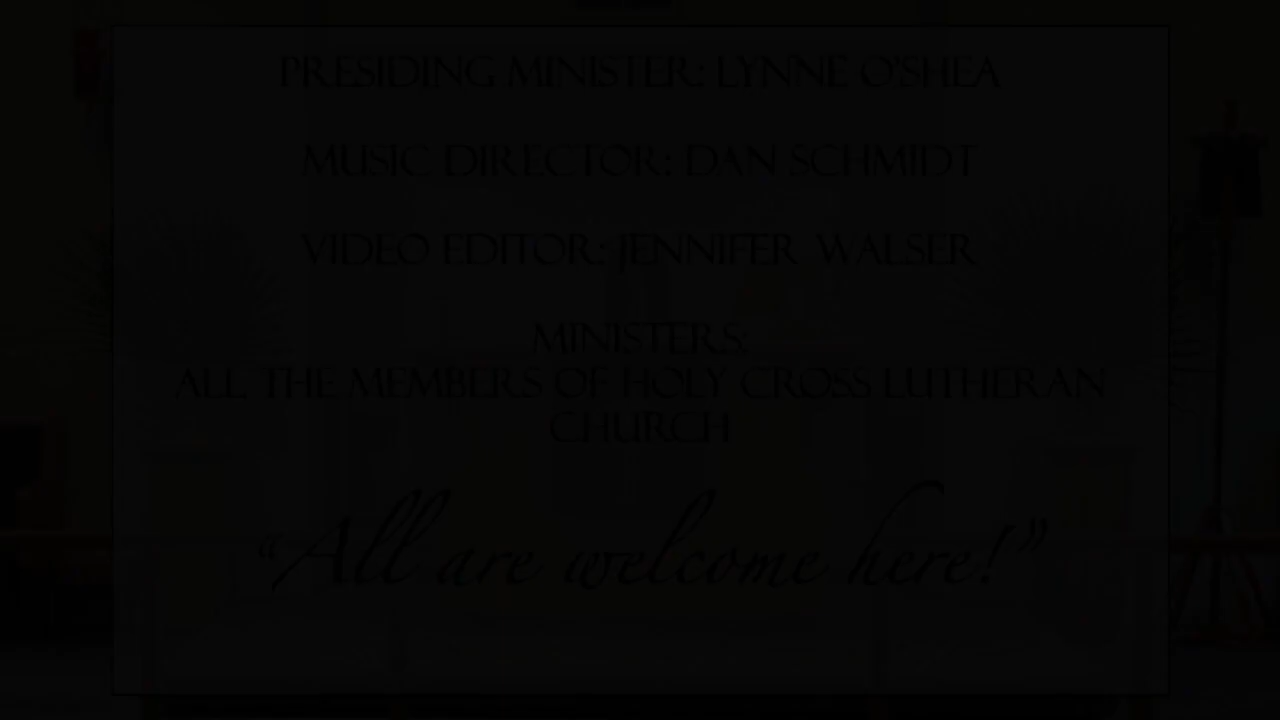 PRESIDING MINISTER: LYNNE O'SHEA
MUSIC DIRECTOR: DAN SCHMIDT
VIDEO EDITOR: JENNIFER WALSER
MINISTERS:
ALL THE MEMBERS OF HOLY CROSS LUTHERAN
CHURCH
“All are welcome here!”